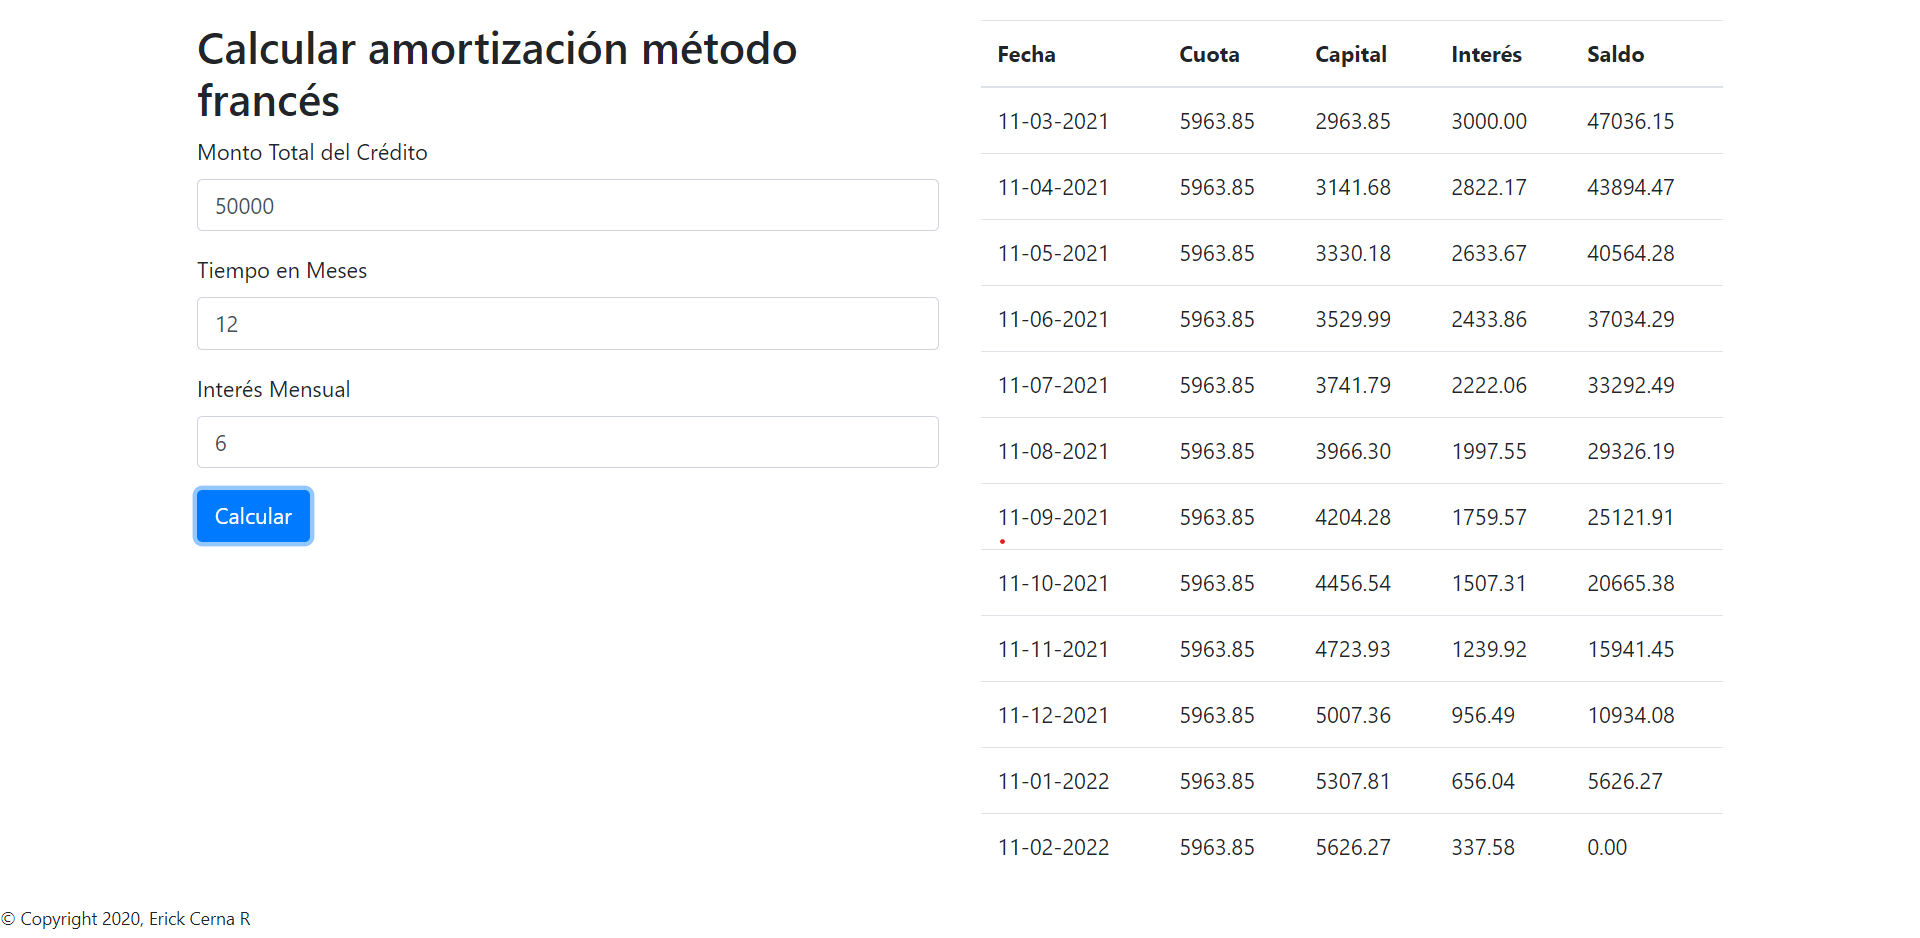 Calcular amortización método
francés
Monto Total del Crédito
50000
Tiempo en Meses
12
Interés Mensual
6
Calcular
Fecha Cuota Capital Interés Saldo
11-03-2021 5963.85 2963.85 3000.00 47036.15
11-04-2021 5963.85 3141.68 2822.17 43894.47
11-05-2021 5963.85 3330.18 2633.67 40564.28
11-06-2021 5963.85 3529.99 2433.86 37034.29
11-07-2021 5963.85 3741.79 2222.06 33292.49
11-08-2021 5963.85 3966.30 1997.55 29326.19
11-09-2021 5963.85 4204.28 1759.57 25121.91
11-10-2021 5963.85 4456.54 1507.31 20665.38
11-11-2021 5963.85 4723.93 1239.92 15941.45
11-12-2021 5963.85 5007.36 956.49 10934.08
11-01-2022 5963.85 5307.81 656.04 5626.27
11-02-2022 5963.85 5626.27 337.58 0.00
© Copyright 2020, Erick Cerna R